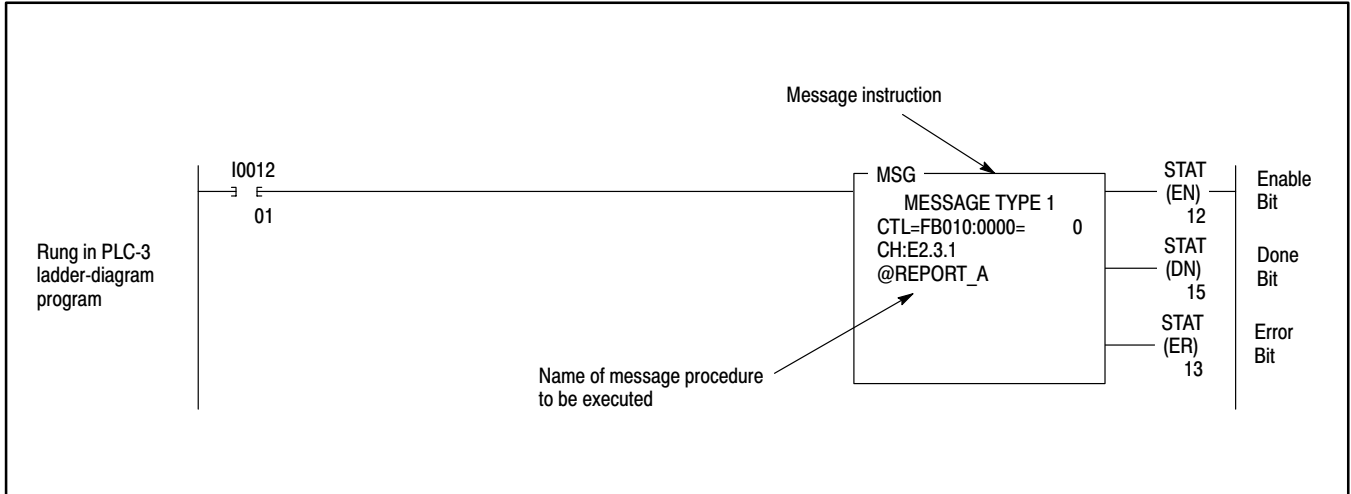 Message instruction
I0012
01
Rung in PLC-3
ladder-diagram
program
MSG
MESSAGE TYPE 1
CTL=FB010:0000= 0
CH:E2.3.1
@REPORT_A
STAT
(EN)
12
Enable
Bit
STAT
(DN)
15
Done
Bit
STAT
(ER)
13
Error
Bit
Name of message procedure
to be executed